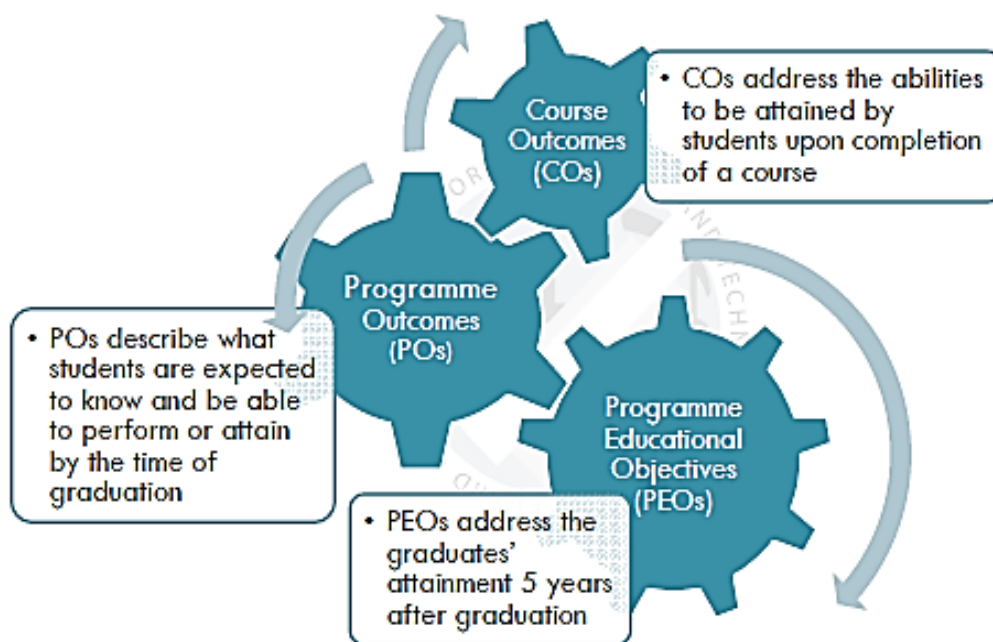 Course
Outcomes
(COs)
• COs address the abilities
to be attained by
students upon completion
of a course
Programme
Outcomes
(POs)
• POs describe what
students are expected
to know and be able
to perform or attain
by the time of
graduation
Programme
Educational
Objectives
(PEOs)
• PEOs address the
graduates’
attainment 5 years
after graduation